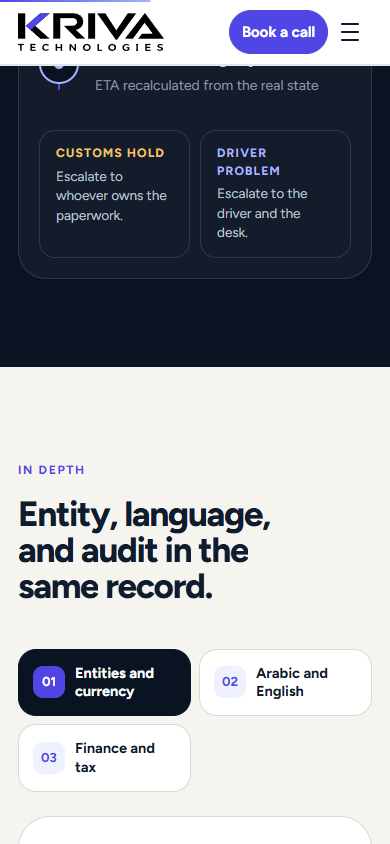 KRIVA
TECHNOLOGIES
Book a call
ETA recalculated from the real state
CUSTOMS HOLD
Escalate to
whoever owns the
paperwork.
DRIVER
PROBLEM
Escalate to the
driver and the
desk.
IN DEPTH
Entity, language,
and audit in the
same record.
01
Entities and
currency
02
Arabic and
English
03
Finance and
tax